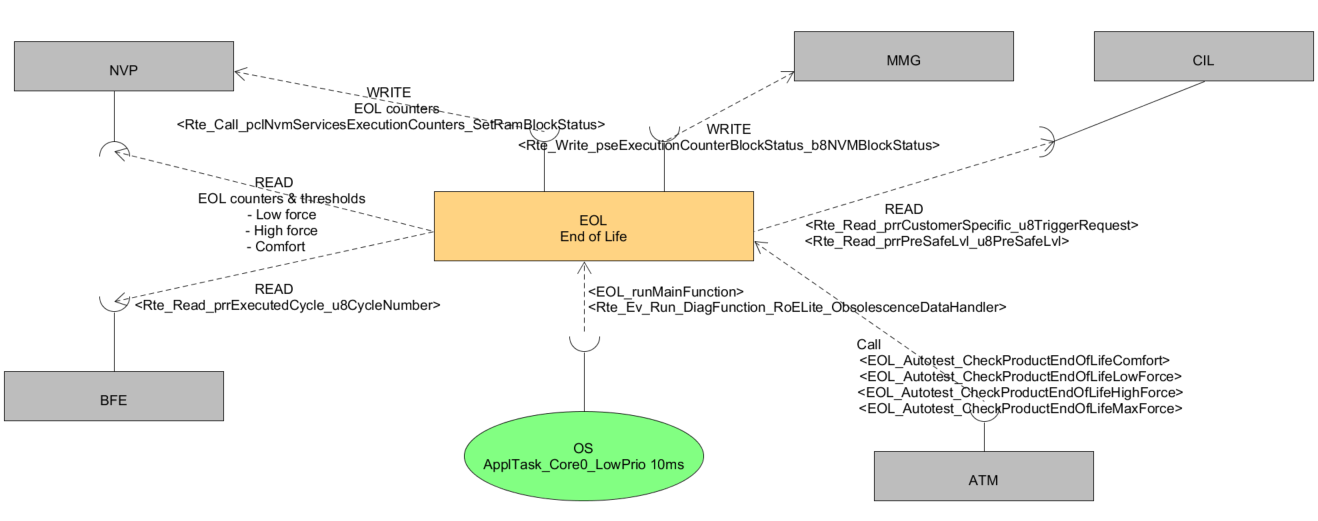 NVP
MMG
CIL
WRITE
EOL counters
<Rte_Call_pclNvmServicesExecutionCounters_SetRamBlockStatus>
WRITE
<Rte_Write_pseExecutionCounterBlockStatus_b8NVMBlockStatus>
READ
EOL counters & thresholds
- Low force
- High force
- Comfort
EOL
End of Life
READ
<Rte_Read_prrCustomerSpecific_u8TriggerRequest>
<Rte_Read_prrPreSafeLvl_u8PreSafeLvl>
READ
<Rte_Read_prrExecutedCycle_u8CycleNumber>
<EOL_runMainFunction>
<Rte_Ev_Run_DiagFunction_RoELite_ObsolescenceDataHandler>
Call
<EOL_Autotest_CheckProductEndOfLifeComfort>
<EOL_Autotest_CheckProductEndOfLifeLowForce>
<EOL_Autotest_CheckProductEndOfLifeHighForce>
<EOL_Autotest_CheckProductEndOfLifeMaxForce>
BFE
OS
ApplTask_Core0_LowPrio 10ms
ATM